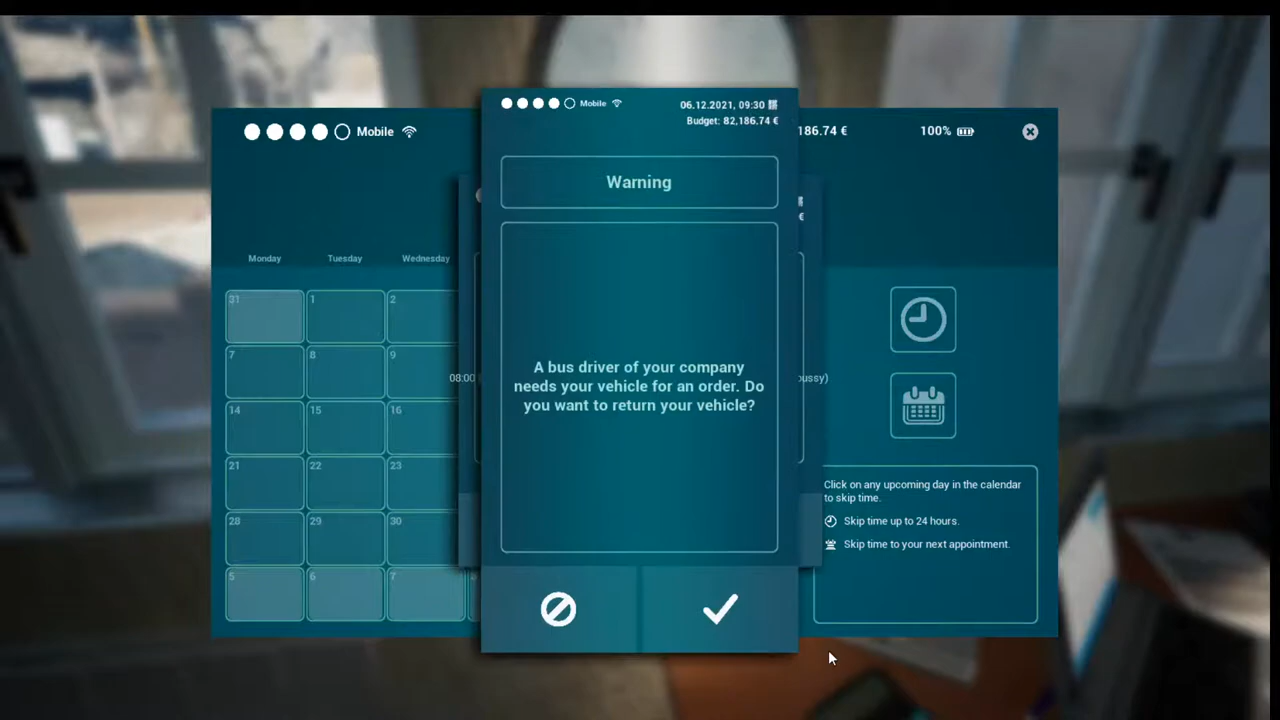 Mobile
06.12.2021, 09:30
Budget: 82,186.74 €
Mobile
186.74 €
100%
Warning
€
Monday
Tuesday
Wednesday
31
1
2
7
8
9
08:00
A bus driver of your company
needs your vehicle for an order. Do
you want to return your vehicle?
14
15
16
21
22
23
Click on any upcoming day in the calendar
to skip time.
Skip time up to 24 hours.
Skip time to your next appointment.
28
29
30
5
6
7